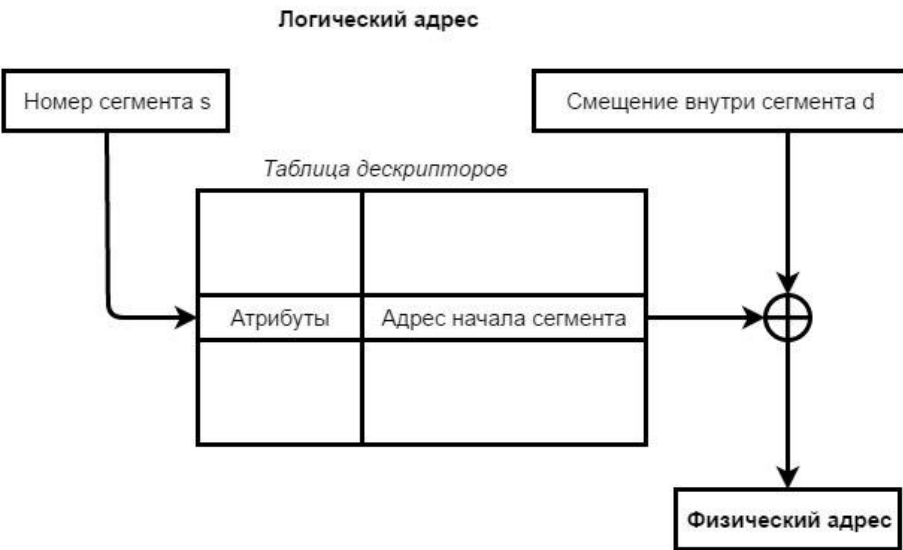 Логический адрес
Номер сегмента s
Смещение внутри сегмента d
Таблица дескрипторов
Атрибуты
Адрес начала сегмента
Физический адрес